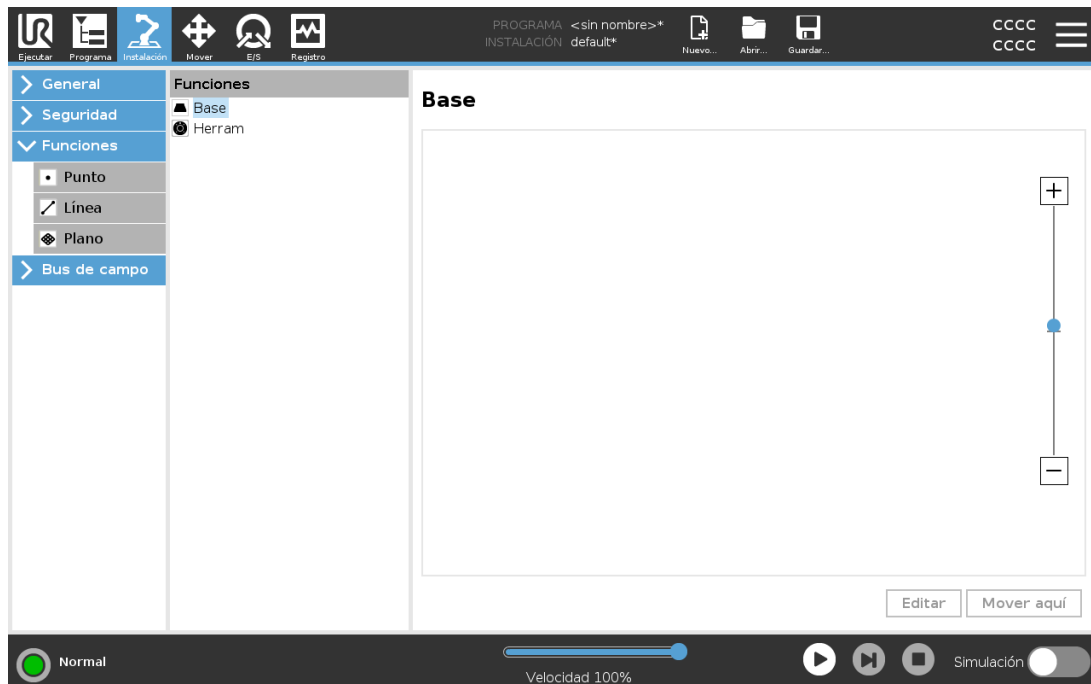 UR
Ejecutar
Programa
Instalación
Mover
E/S
Registro
PROGRAMA <sin nombre>*
INSTALACIÓN default*
Nuevo...
Abrir...
Guardar...
CCCC
CCCC
General
Seguridad
Funciones
Punto
Línea
Plano
Bus de campo
Funciones
Base
Herram
Base
+
−
Editar
Mover aquí
Normal
Velocidad 100%
Simulación